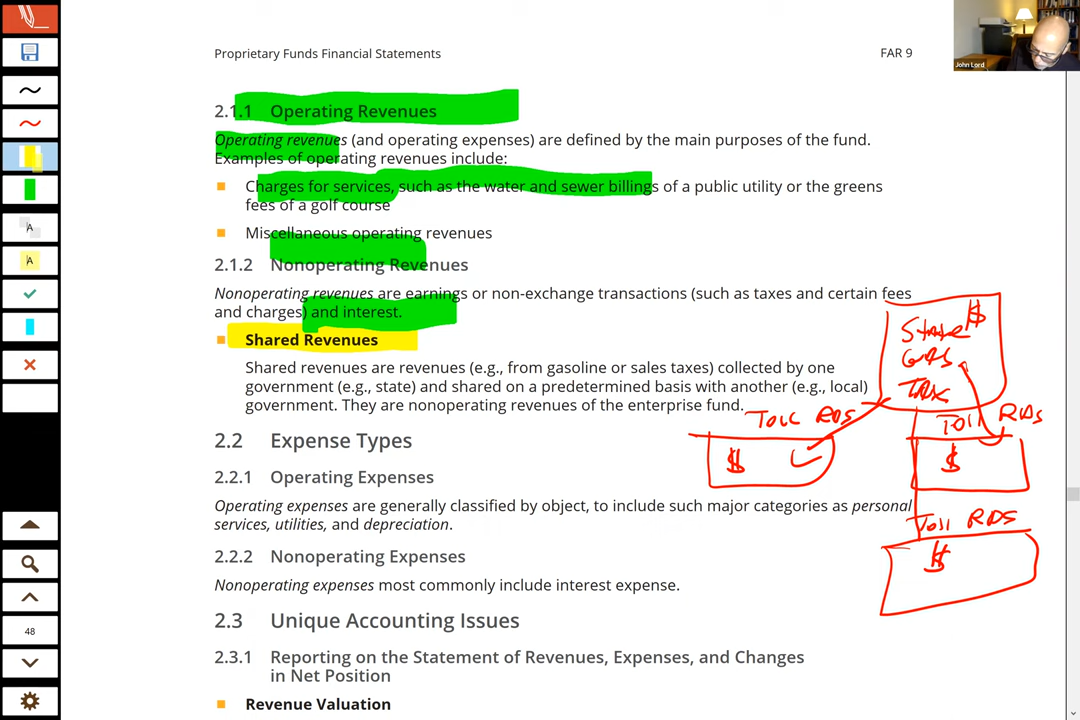 Proprietary Funds Financial Statements
FAR 9
John Lord
2.1.1 Operating Revenues
Operating revenues (and operating expenses) are defined by the main purposes of the fund.
Examples of operating revenues include:
Charges for services, such as the water and sewer billings of a public utility or the greens
fees of a golf course
Miscellaneous operating revenues
2.1.2 Nonoperating Revenues
Nonoperating revenues are earnings or non-exchange transactions (such as taxes and certain fees
and charges) and interest.
Shared Revenues
Shared revenues are revenues (e.g., from gasoline or sales taxes) collected by one
government (e.g., state) and shared on a predetermined basis with another (e.g., local)
government. They are nonoperating revenues of the enterprise fund.
State $
GAS
TAX
TOLL RDS
$
Toll RDS
$
Toll RDS
$
2.2 Expense Types
2.2.1 Operating Expenses
Operating expenses are generally classified by object, to include such major categories as personal
services, utilities, and depreciation.
2.2.2 Nonoperating Expenses
Nonoperating expenses most commonly include interest expense.
2.3 Unique Accounting Issues
2.3.1 Reporting on the Statement of Revenues, Expenses, and Changes
in Net Position
Revenue Valuation
A
A
48